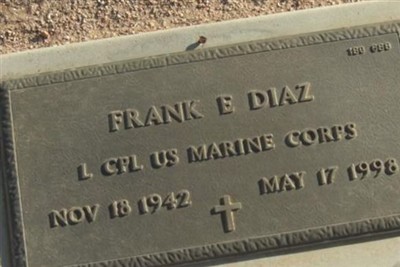 FRANK E DIAZ
L CPL US MARINE CORPS
NOV 18 1942 MAY 17 1998